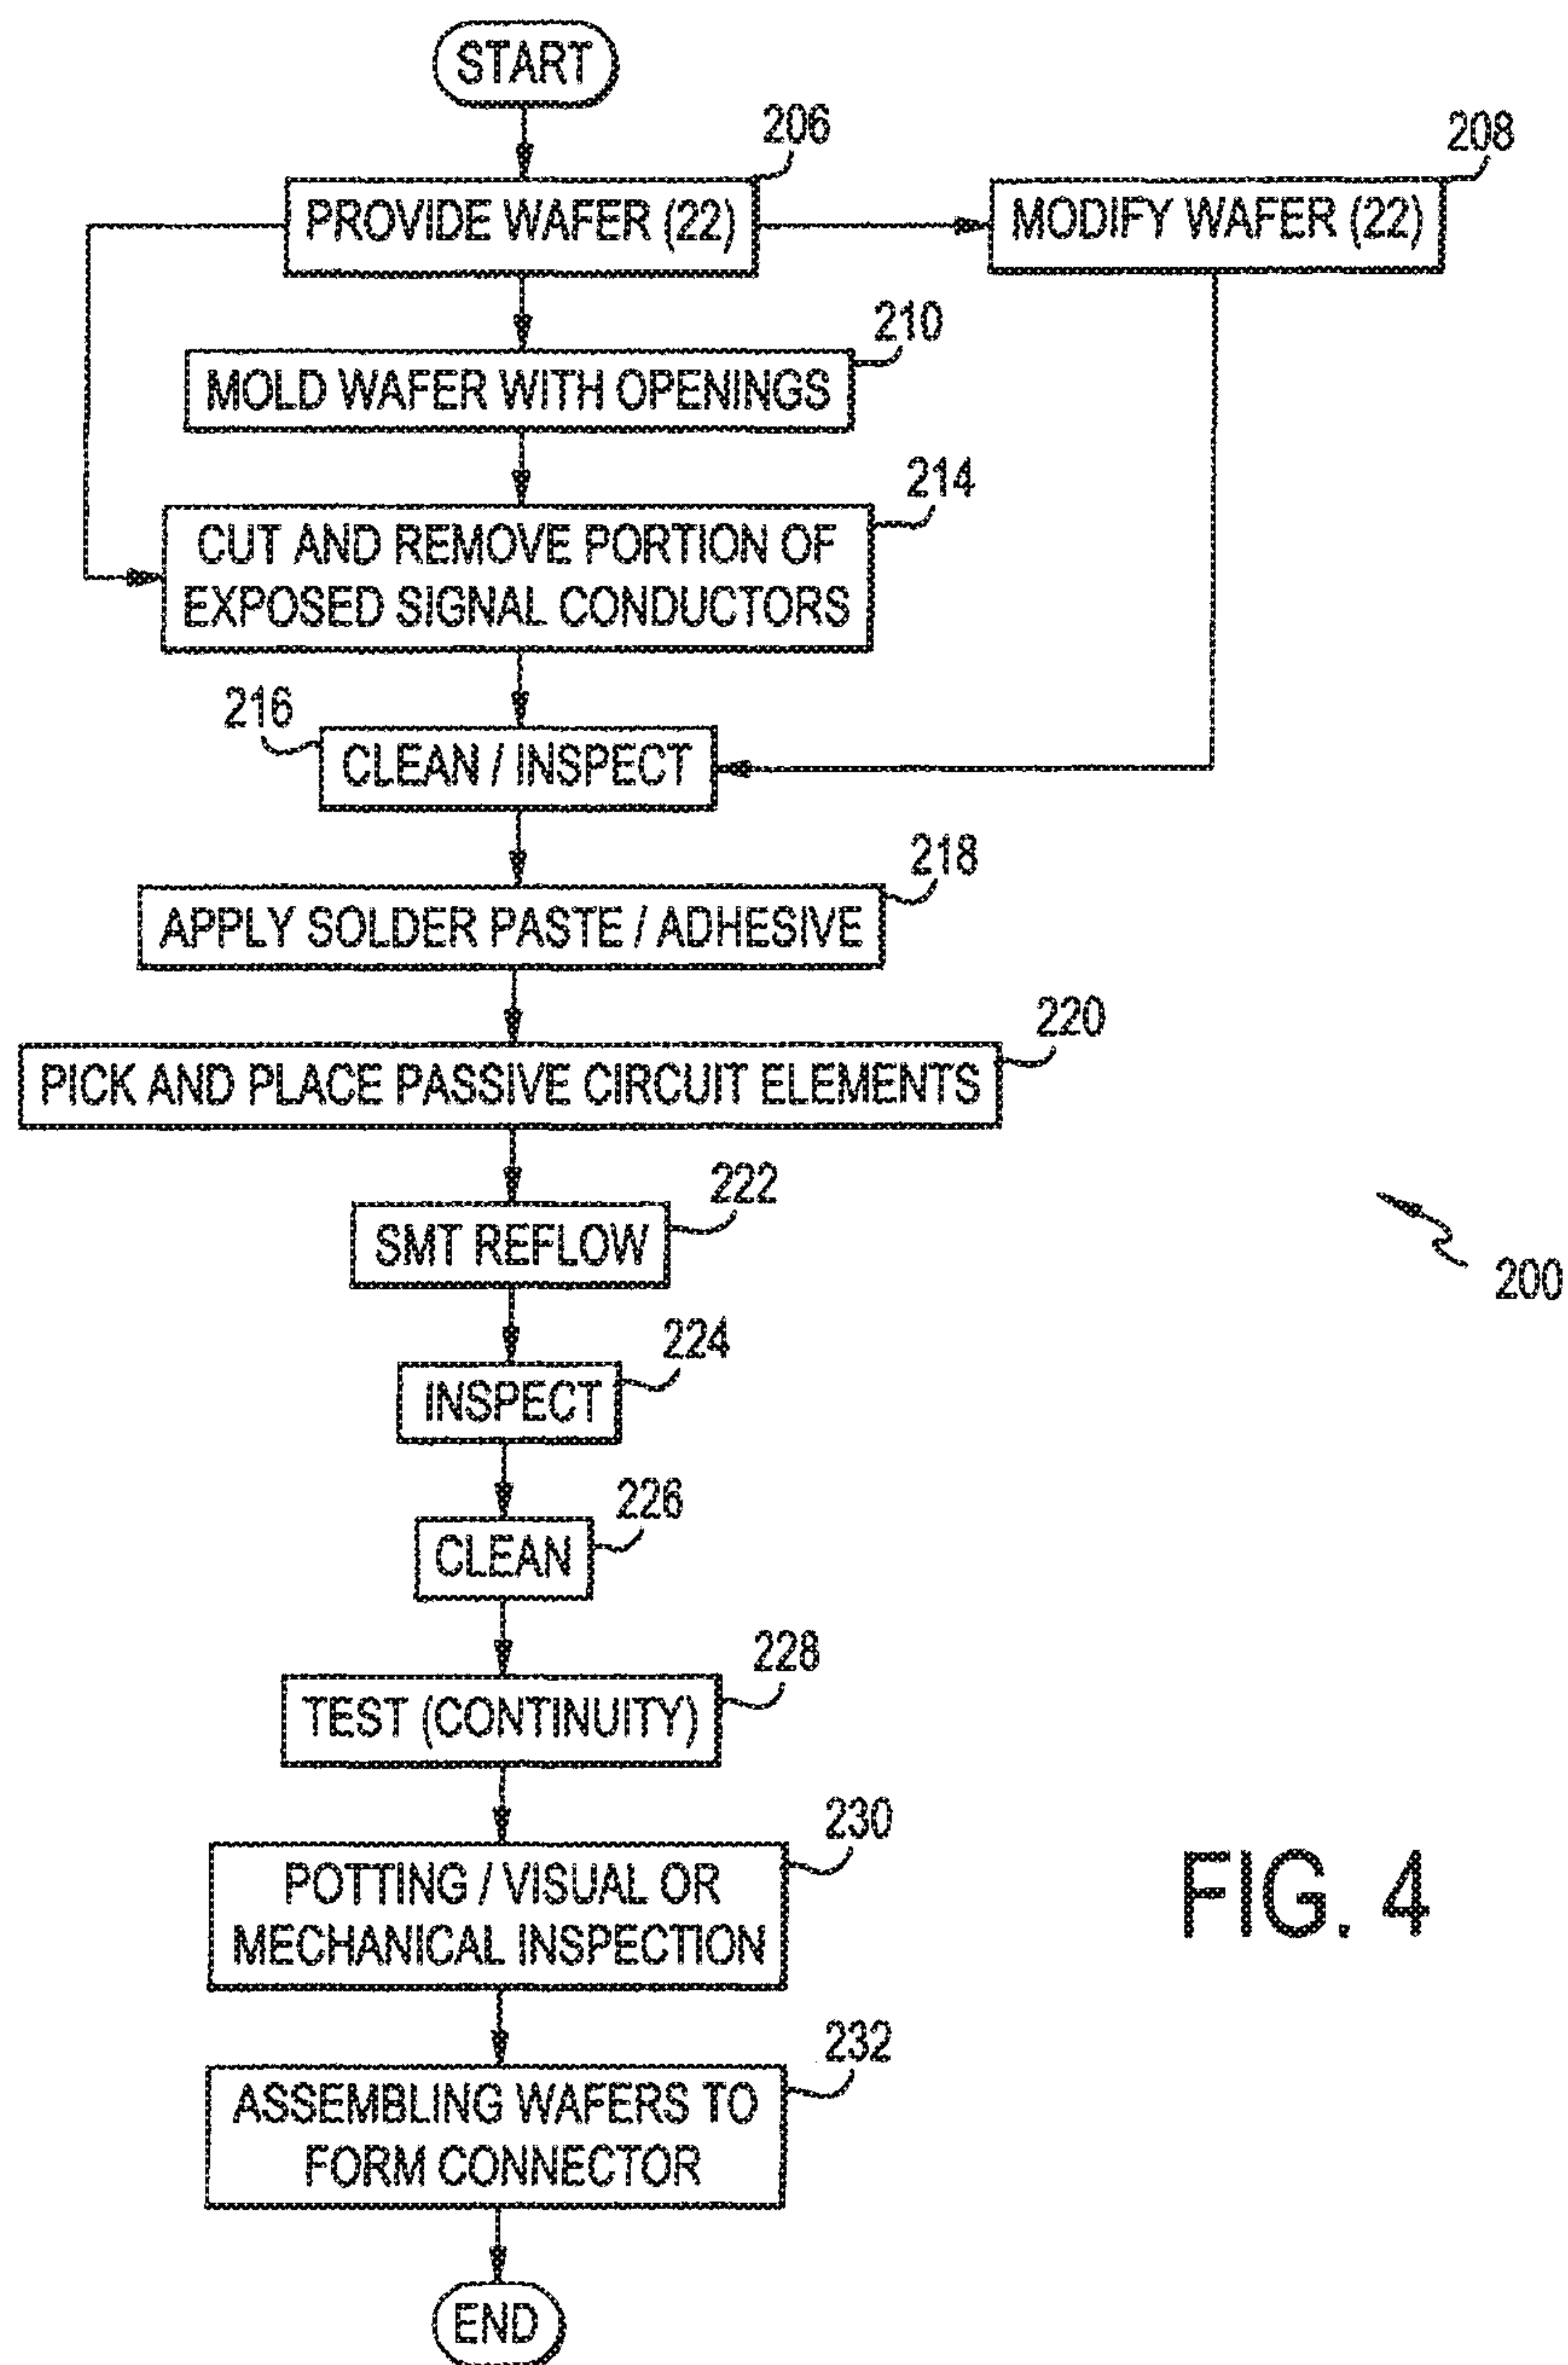 START
206
208
PROVIDE WAFER (22)
MODIFY WAFER (22)
210
MOLD WAFER WITH OPENINGS
214
CUT AND REMOVE PORTION OF
EXPOSED SIGNAL CONDUCTORS
216
CLEAN / INSPECT
218
APPLY SOLDER PASTE / ADHESIVE
220
PICK AND PLACE PASSIVE CIRCUIT ELEMENTS
222
SMT REFLOW
200
224
INSPECT
226
CLEAN
228
TEST (CONTINUITY)
230
POTTING / VISUAL OR
MECHANICAL INSPECTION
FIG. 4
232
ASSEMBLING WAFERS TO
FORM CONNECTOR
END